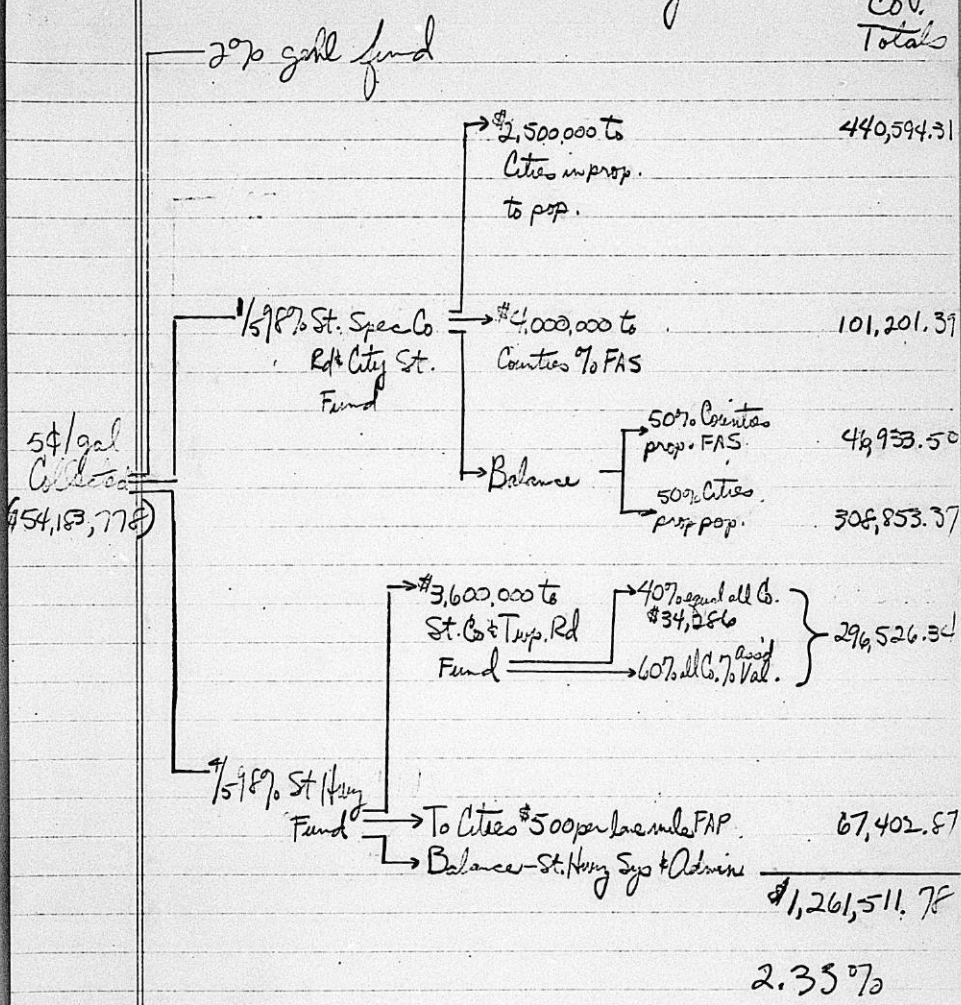 Co V.
Totals
2% genl fund
$2,500,000 to 440,594.31
Cities in prop.
to pop.
1/5 98% St. Spec Co $4,000,000 to 101,201.39
Rd & City St. Counties % FAS
Fund
50% Counties
prop. FAS 46,933.50
5¢/gal
Collected
Balance
50% Cities
prop pop. 308,853.37
($54,183,778)
$3,600,000 to 40% equal all Co.
St. Co & Twp. Rd $34,286
Fund 60% all Co. % Ass'd Val. 296,526.34
4/5 98% St Hwy
Fund To Cities $500 per lane mile FAP 67,402.87
Balance - St. Hwy Sys & Admin
$1,261,511.78
2.33%